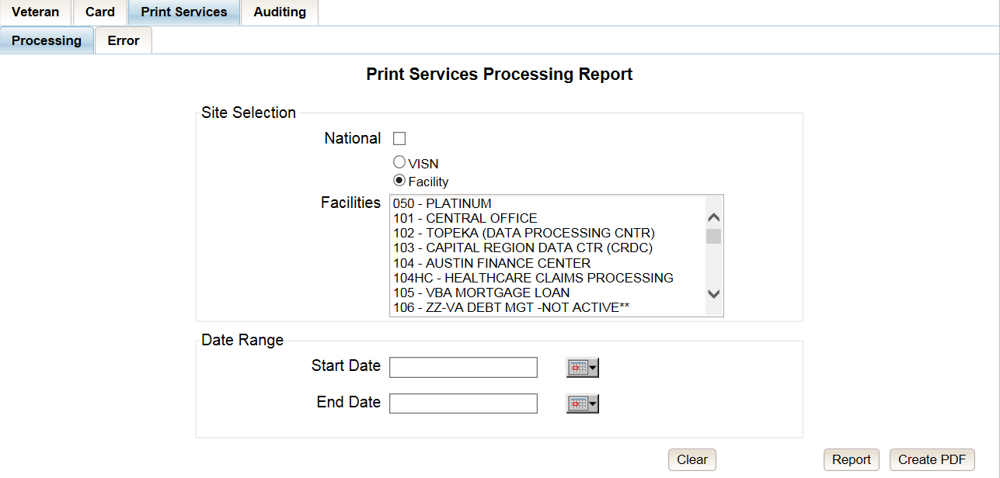 Veteran Card Print Services Auditing
Processing Error
Print Services Processing Report
Site Selection
National
VISN
Facility
Facilities
050 - PLATINUM
101 - CENTRAL OFFICE
102 - TOPEKA (DATA PROCESSING CNTR)
103 - CAPITAL REGION DATA CTR (CRDC)
104 - AUSTIN FINANCE CENTER
104HC - HEALTHCARE CLAIMS PROCESSING
105 - VBA MORTGAGE LOAN
106 - ZZ-VA DEBT MGT -NOT ACTIVE**
Date Range
Start Date
End Date
Clear Report Create PDF